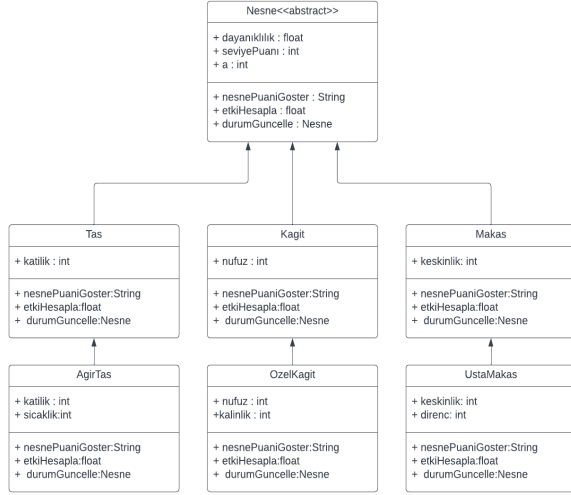 Nesne<<abstract>>
+ dayanıklılık : float
+ seviyePuanı : int
+ a : int
+ nesnePuaniGoster : String
+ etkiHesapla : float
+ durumGuncelle : Nesne
Tas
+ katilik : int
+ nesnePuaniGoster:String
+ etkiHesapla:float
+ durumGuncelle:Nesne
Kagit
+ nufuz : int
+ nesnePuaniGoster:String
+ etkiHesapla:float
+ durumGuncelle:Nesne
Makas
+ keskinlik: int
+ nesnePuaniGoster:String
+ etkiHesapla:float
+ durumGuncelle:Nesne
AgirTas
+ katilik : int
+ sicaklik:int
+ nesnePuaniGoster:String
+ etkiHesapla:float
+ durumGuncelle:Nesne
OzelKagit
+ nufuz : int
+kalinlik : int
+ nesnePuaniGoster:String
+ etkiHesapla:float
+ durumGuncelle:Nesne
UstaMakas
+ keskinlik: int
+ direnc: int
+ nesnePuaniGoster:String
+ etkiHesapla:float
+ durumGuncelle:Nesne